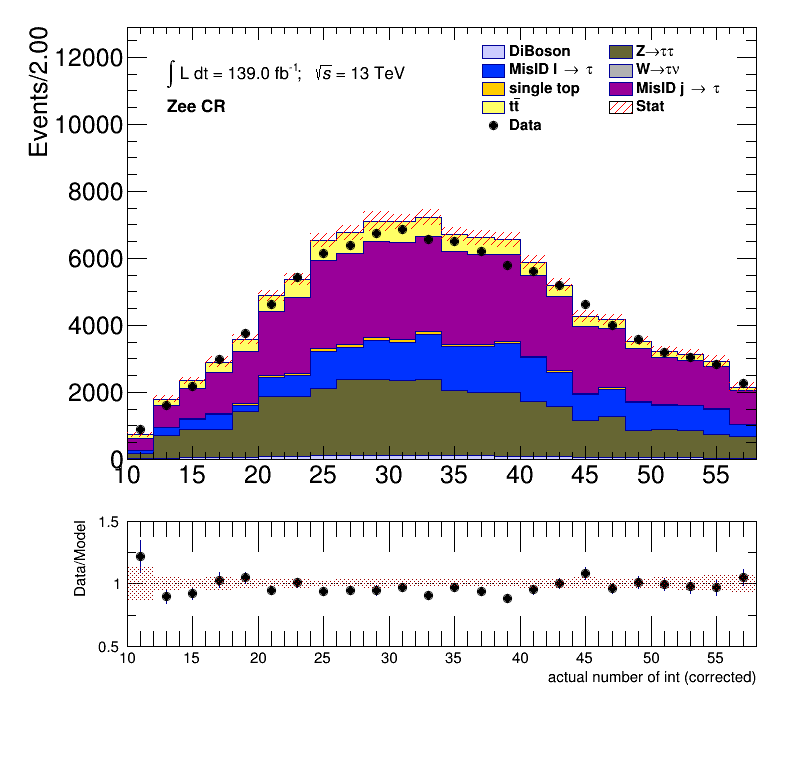 Events/2.00
12000
10000
8000
6000
4000
2000
0
∫ L dt = 139.0 fb⁻¹; √s = 13 TeV
Zee CR
DiBoson Z→ττ
MisID l → τ W→τν
single top MisID j → τ
tt̅ Stat
Data
10 15 20 25 30 35 40 45 50 55
Data/Model
1.5
1
0.5
10 15 20 25 30 35 40 45 50 55
actual number of int (corrected)